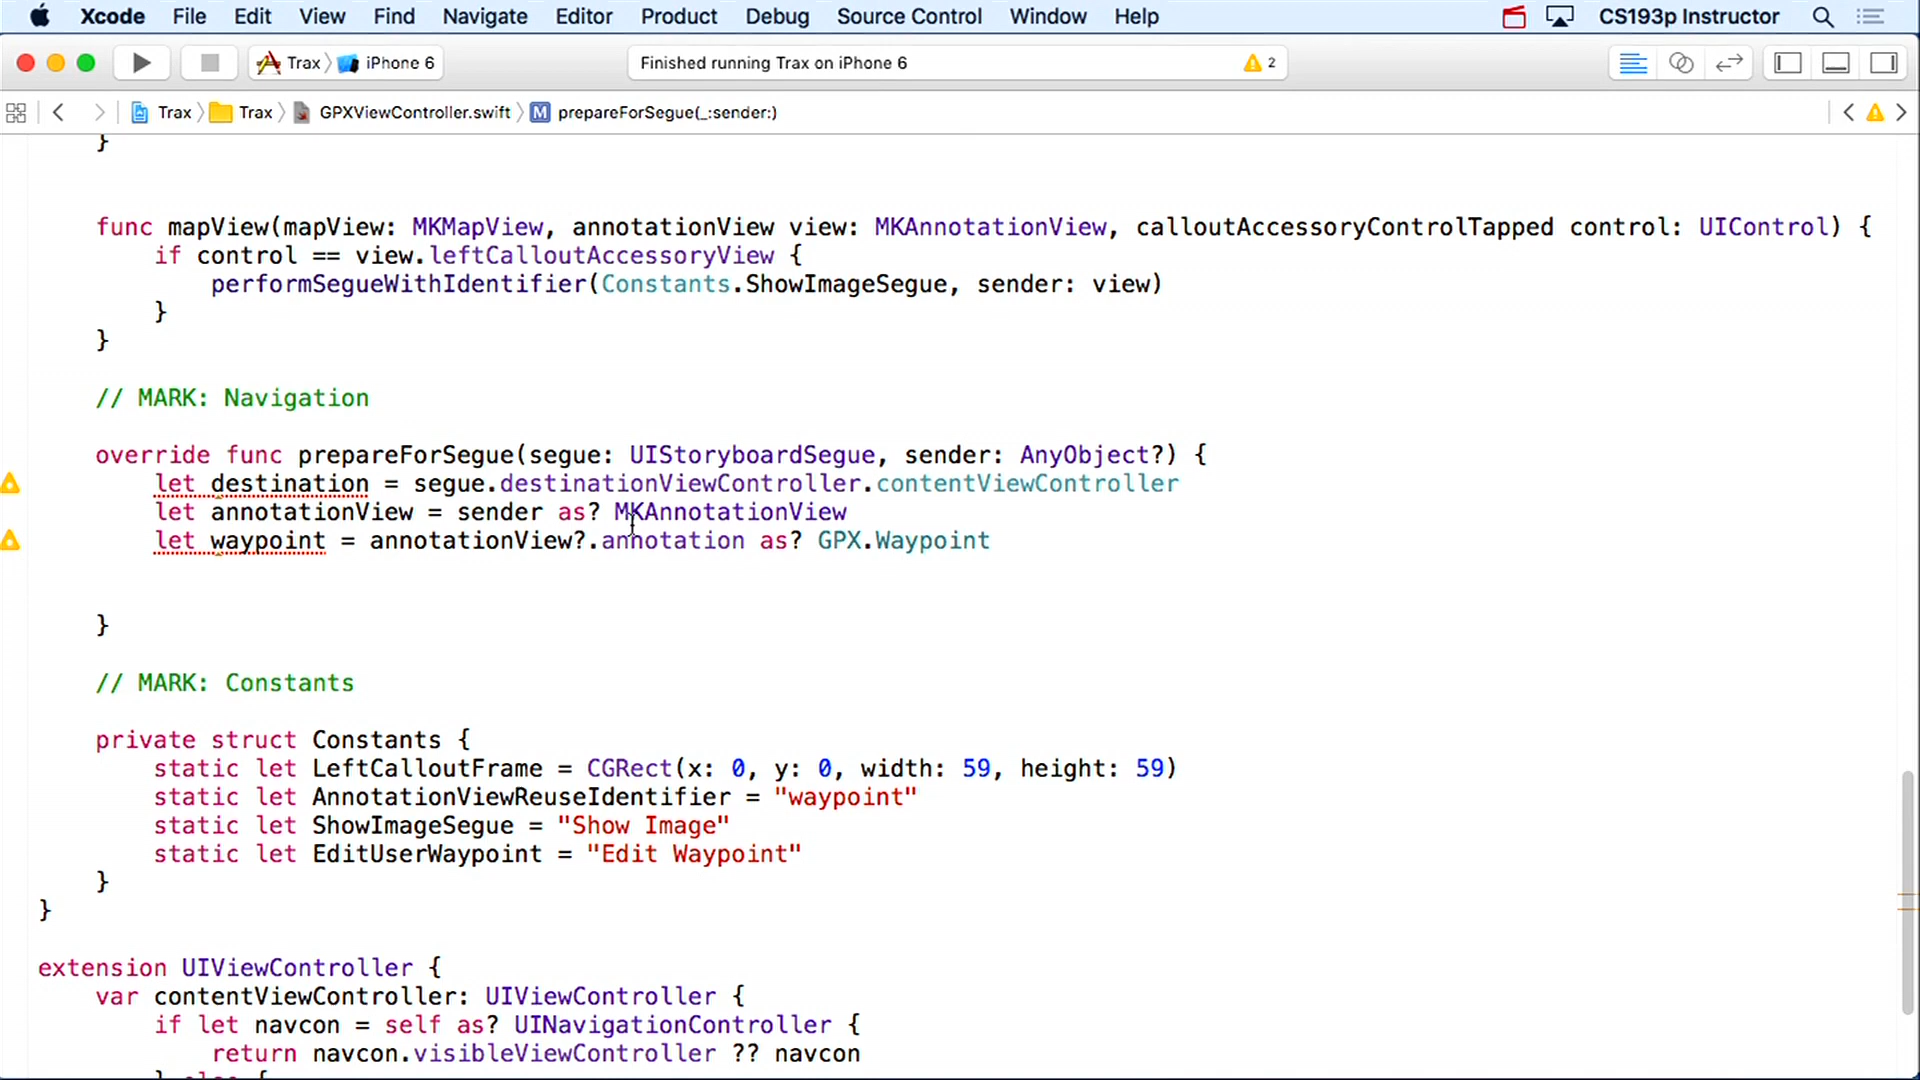 Xcode File Edit View Find Navigate Editor Product Debug Source Control Window Help CS193p Instructor
Trax iPhone 6 Finished running Trax on iPhone 6 2
Trax Trax GPXViewController.swift M prepareForSegue(_:sender:)
}
func mapView(mapView: MKMapView, annotationView view: MKAnnotationView, calloutAccessoryControlTapped control: UIControl) {
if control == view.leftCalloutAccessoryView {
performSegueWithIdentifier(Constants.ShowImageSegue, sender: view)
}
}
// MARK: Navigation
override func prepareForSegue(segue: UIStoryboardSegue, sender: AnyObject?) {
let destination = segue.destinationViewController.contentViewController
let annotationView = sender as? MKAnnotationView
let waypoint = annotationView?.annotation as? GPX.Waypoint
}
// MARK: Constants
private struct Constants {
static let LeftCalloutFrame = CGRect(x: 0, y: 0, width: 59, height: 59)
static let AnnotationViewReuseIdentifier = "waypoint"
static let ShowImageSegue = "Show Image"
static let EditUserWaypoint = "Edit Waypoint"
}
}
extension UIViewController {
var contentViewController: UIViewController {
if let navcon = self as? UINavigationController {
return navcon.visibleViewController ?? navcon
} else {